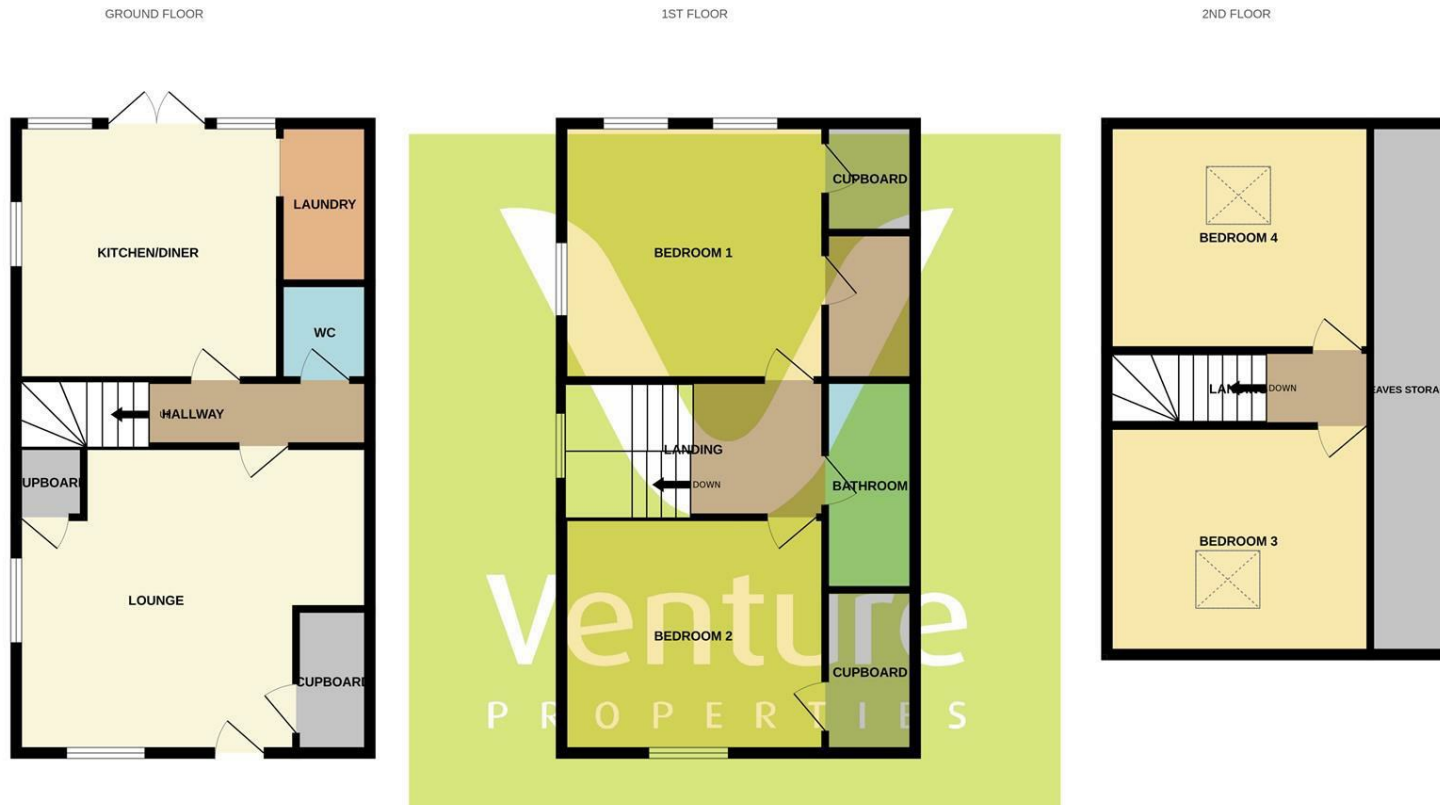 GROUND FLOOR
1ST FLOOR
2ND FLOOR
KITCHEN/DINER
LAUNDRY
WC
HALLWAY
UPBOAR
LOUNGE
CUPBOARD
BEDROOM 1
CUPBOARD
LANDING
DOWN
BATHROOM
BEDROOM 2
CUPBOARD
Venture
PROPERTIES
BEDROOM 4
DOWN
EAVES STORA
BEDROOM 3